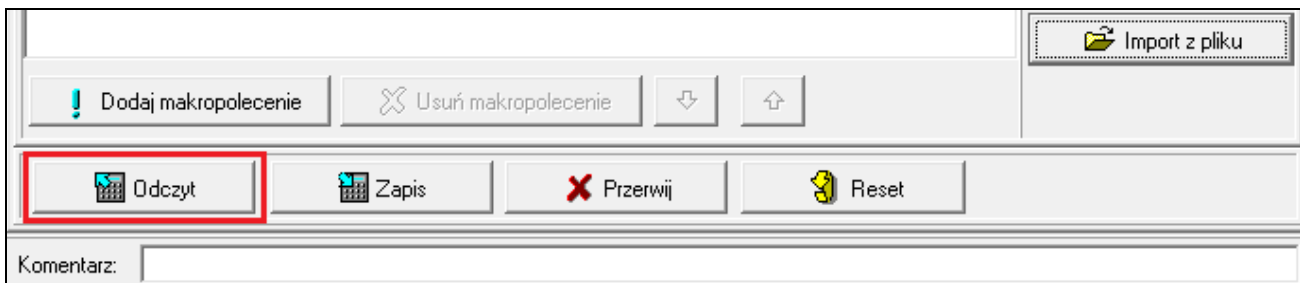 Import z pliku
Dodaj makropolecenie Usuń makropolecenie
Odczyt Zapis Przerwij Reset
Komentarz: